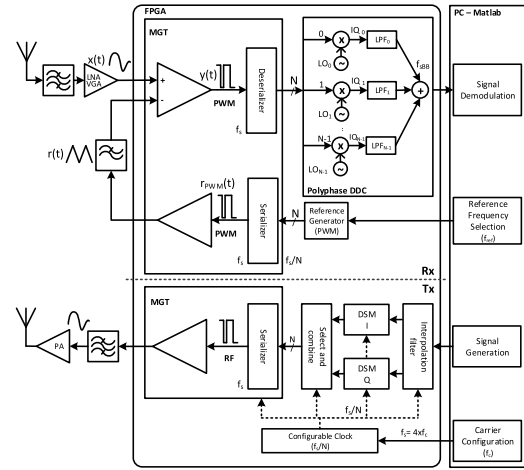 FPGA
PC – Matlab
MGT
x(t)
LNA
VGA
+
-
y(t)
PWM
Deserializer
fs
N
0
IQ0
LPF0
LO0
x
~
fsBB
1
IQ1
LPF1
LO1
x
~
+
:
N-1
IQN-1
LPFN-1
LON-1
x
~
Polyphase DDC
Signal
Demodulation
r(t)
rPWM(t)
PWM
Serializer
fs
fs/N
N
Reference
Generator
(PWM)
Reference
Frequency
Selection
(fref)
Rx
Tx
MGT
PA
RF
Serializer
fs
N
Select and
combine
DSM
I
DSM
Q
Interpolation
filter
Signal
Generation
fs/N
Configurable Clock
(fs/N)
fs= 4xfc
Carrier
Configuration
(fc)